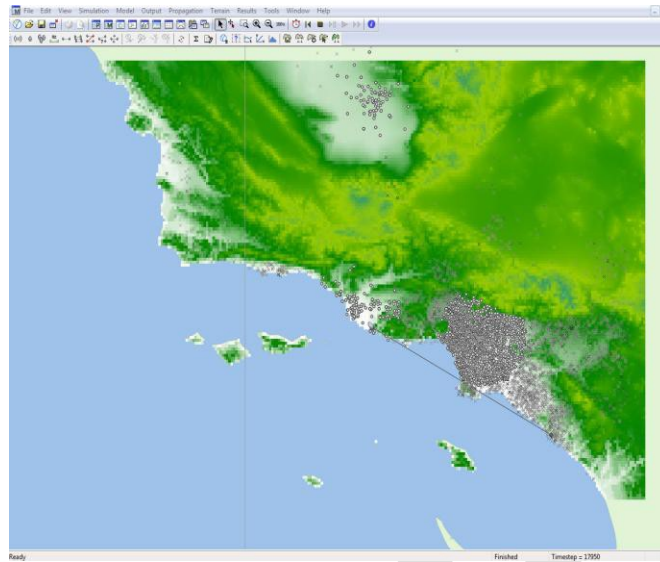 File Edit View Simulation Model Output Propagation Terrain Results Tools Window Help
Ready Finished Timestep = 17950